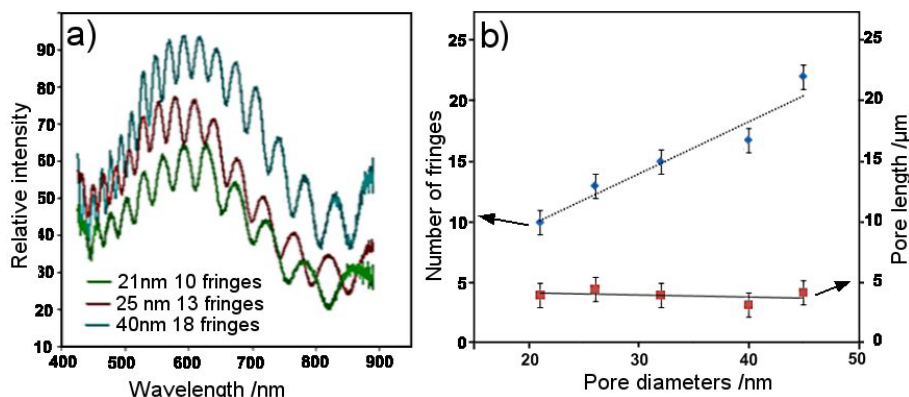 a)
Relative intensity
90
80
70
60
50
40
30
20
10
21nm 10 fringes
25 nm 13 fringes
40nm 18 fringes
400 500 600 700 800 900
Wavelength /nm
b)
Number of fringes
25
20
15
10
5
0
20 30 40 50
Pore diameters /nm
25
20
15
10
5
0
Pore length /µm